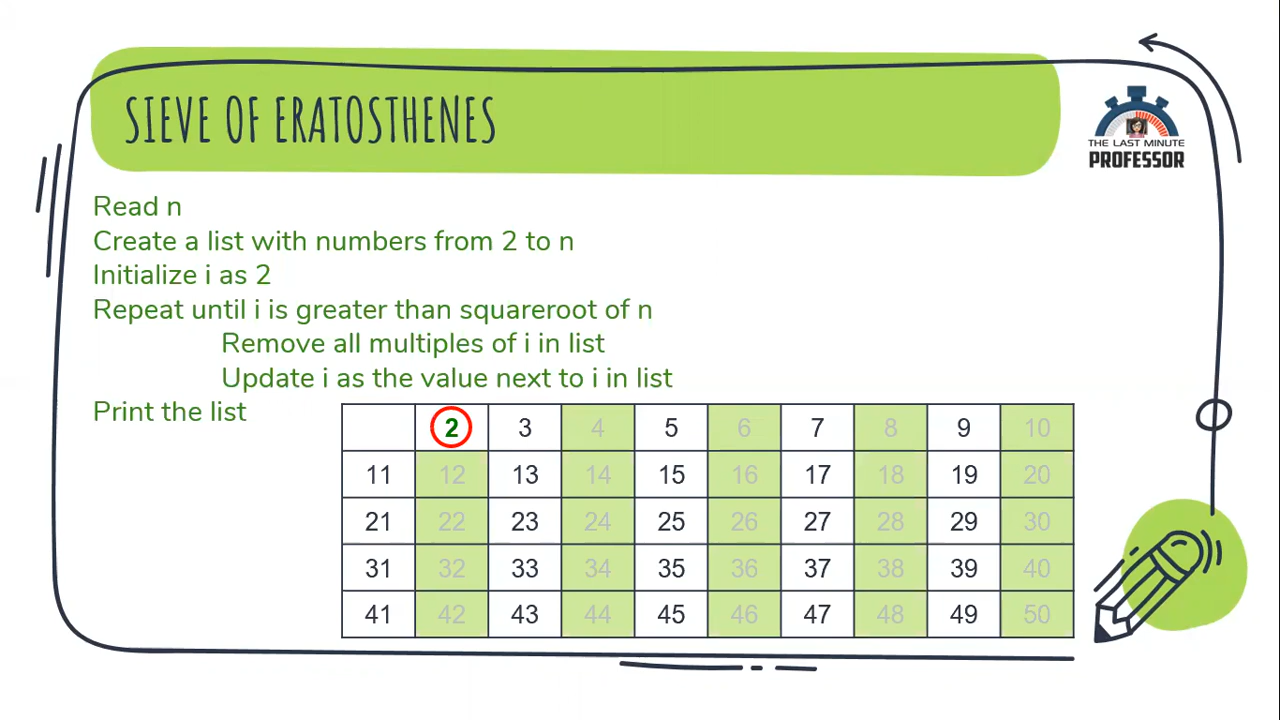 SIEVE OF ERATOSTHENES
THE LAST MINUTE
PROFESSOR
Read n
Create a list with numbers from 2 to n
Initialize i as 2
Repeat until i is greater than squareroot of n
Remove all multiples of i in list
Update i as the value next to i in list
Print the list
2 3 4 5 6 7 8 9 10
11 12 13 14 15 16 17 18 19 20
21 22 23 24 25 26 27 28 29 30
31 32 33 34 35 36 37 38 39 40
41 42 43 44 45 46 47 48 49 50